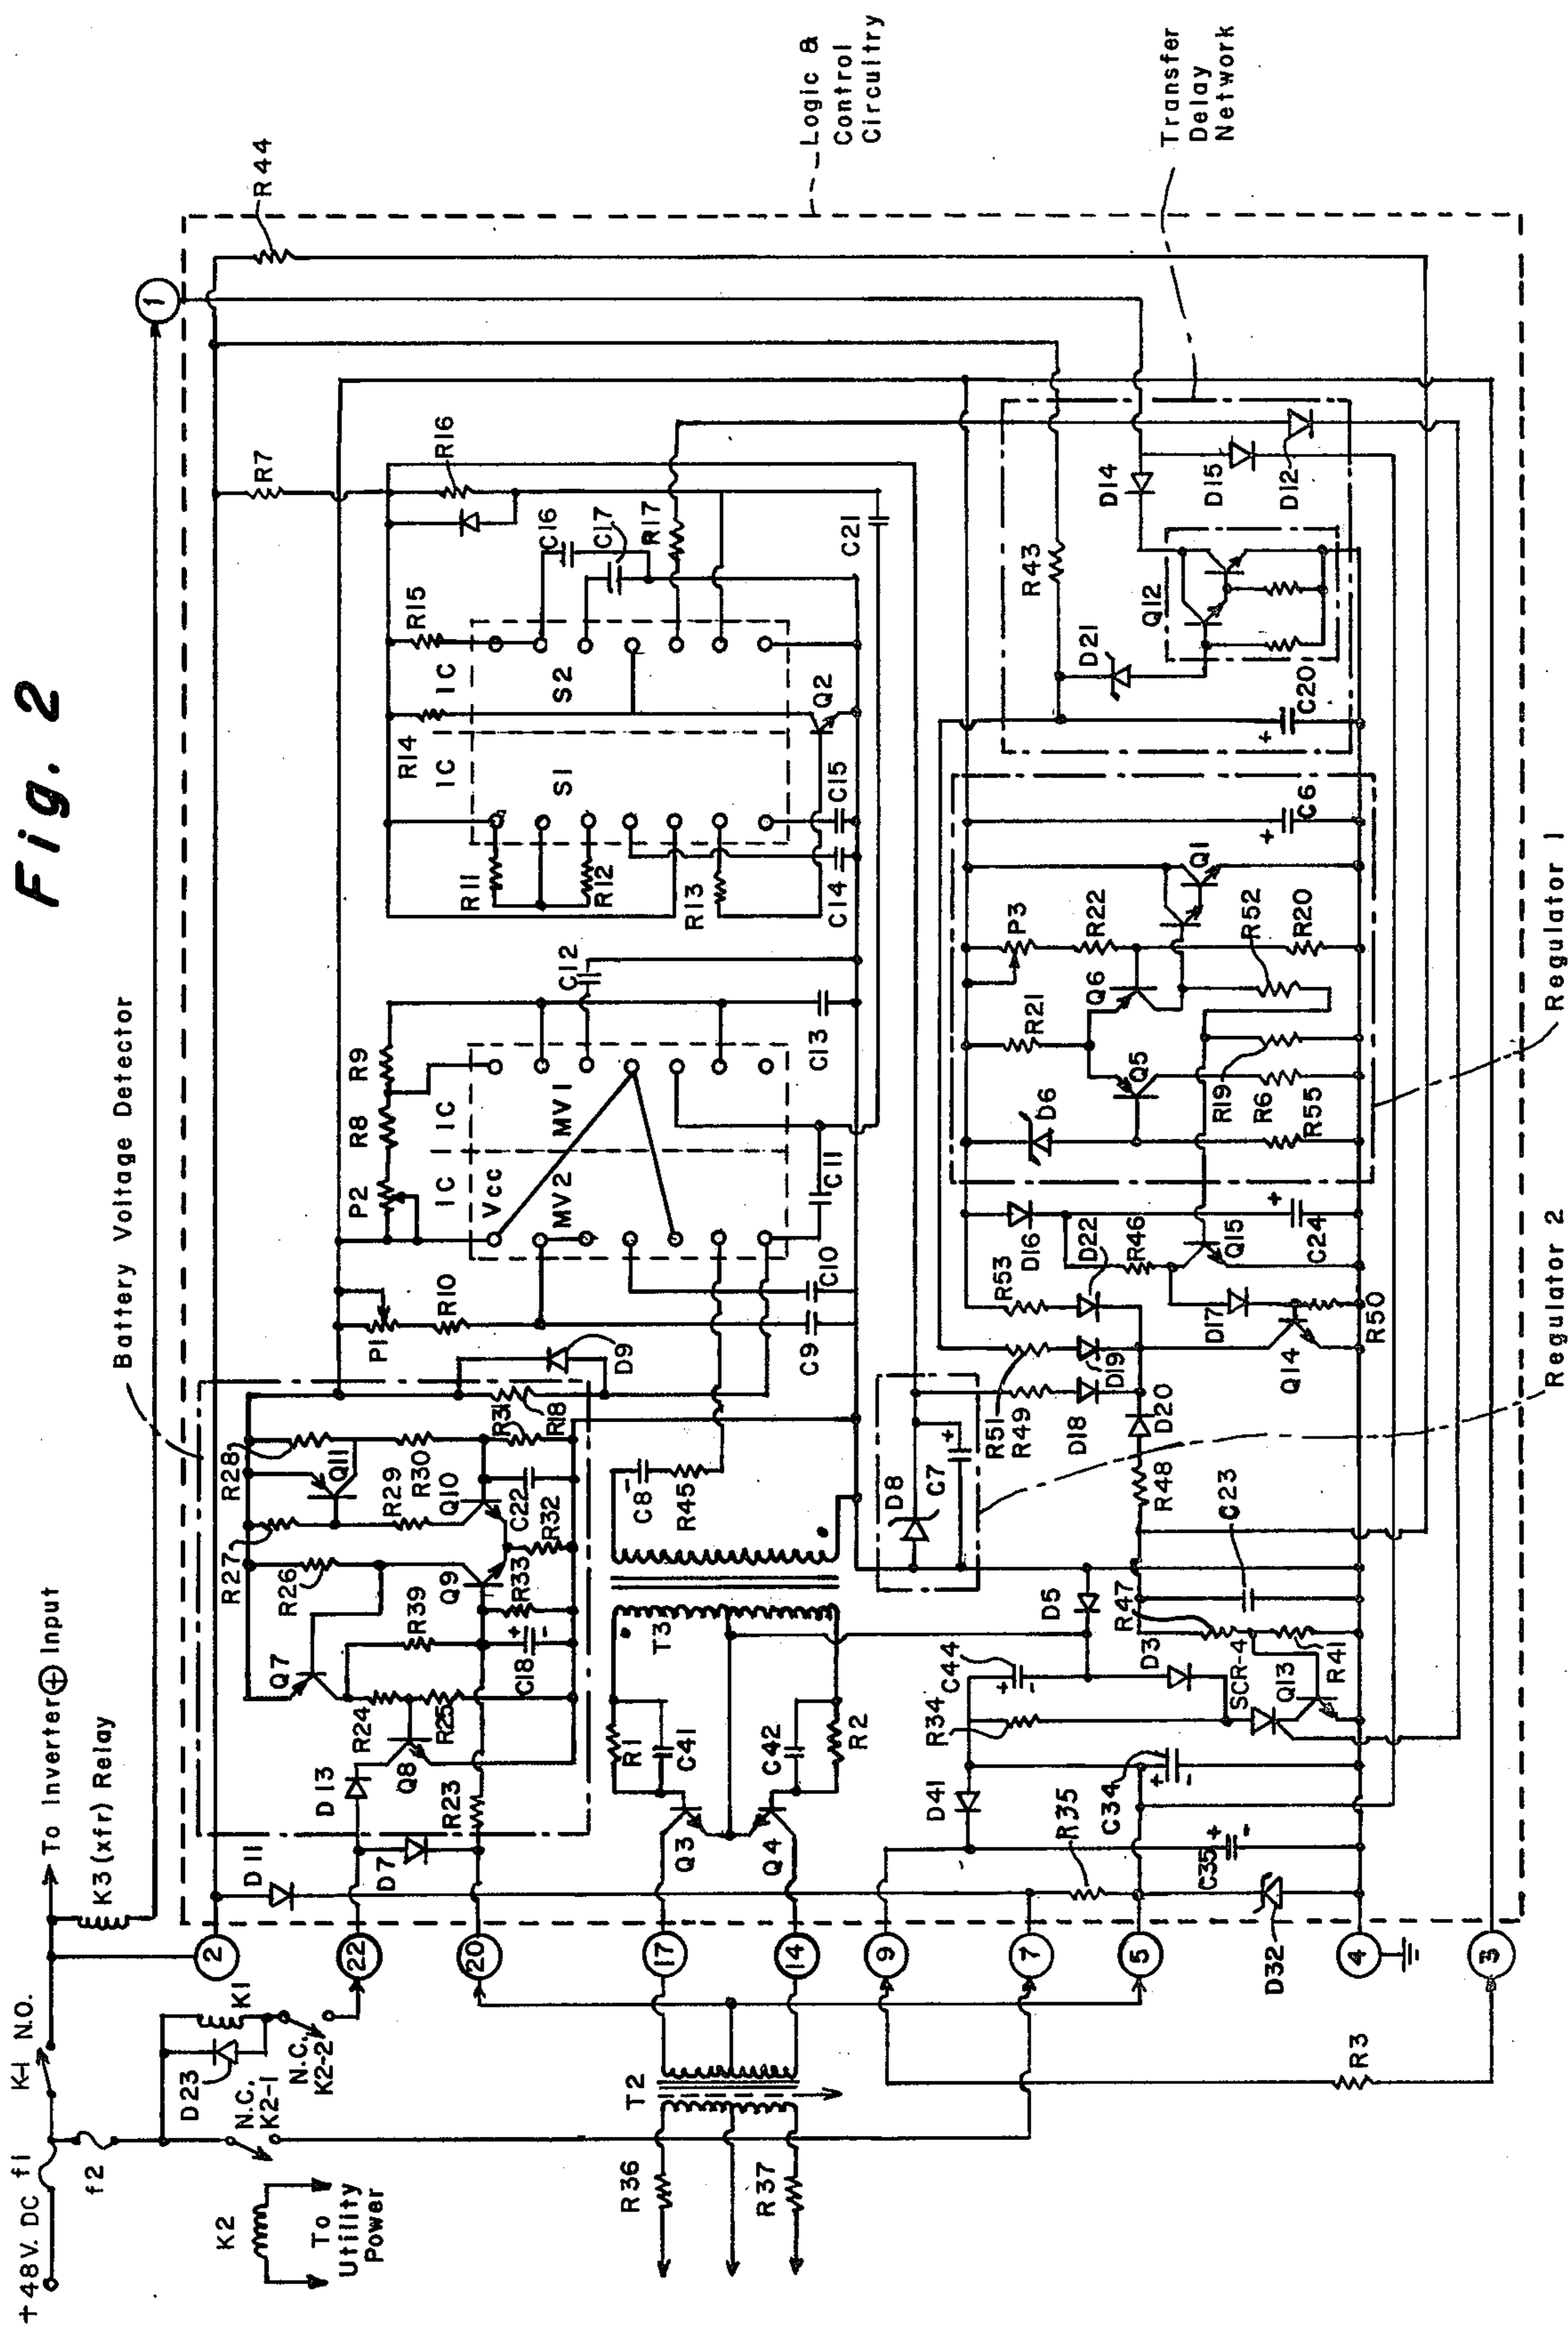 Fig. 2
+48V. DC
f1
K-1 N.O.
To Inverter ⊕ Input
K3 (xfr) Relay
f2
D23
K1
N.C.
K2-1
N.C.
K2-2
K2
To
Utility
Power
Battery Voltage Detector
1
2
22
20
17
14
9
7
5
4
3
R44
Logic &
Control
Circuitry
Transfer
Delay
Network
Regulator 1
Regulator 2
D11
D7
D13
R23
Q7
Q8
R24
R25
R39
C18
+
-
R26
R27
R28
Q9
R33
R32
C22
Q10
R29
Q11
R30
R31
R18
D9
P1
R10
P2
R8
R9
IC
MV2
Vcc
IC
MV1
C9
C10
C11
C12
C13
R7
R16
R15
R14
IC
S1
IC
S2
R11
R12
R13
C14
C15
Q2
C16
C17
R17
C21
T2
R36
R37
Q3
Q4
R1
C41
C42
R2
T3
C8
-
R45
D8
C7
+
D5
C44
+
-
R34
D3
SCR-4
Q13
R41
R47
C23
R48
D20
D18
R49
R51
D19
R53
D22
D16
R46
D17
Q14
Q15
R50
C24
+
D41
R35
C34
+
-
C35
+
-
D32
R3
D6
Q5
R21
Q6
P3
R22
R19
R6
R55
R52
R20
Q1
C6
+
R43
D21
Q12
C20
+
D14
D15
D12